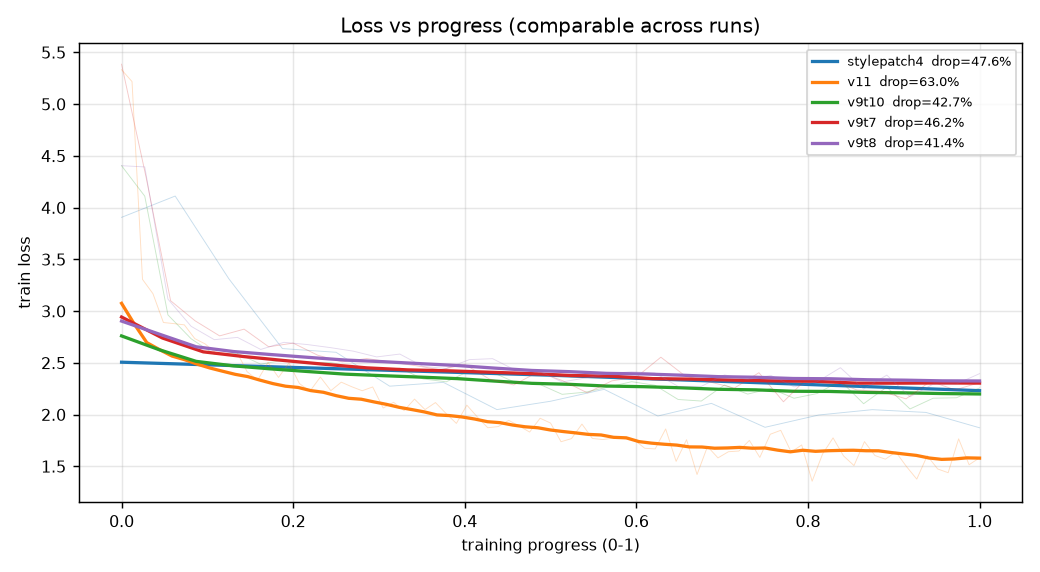 Loss vs progress (comparable across runs)
stylepatch4 drop=47.6%
v11 drop=63.0%
v9t10 drop=42.7%
v9t7 drop=46.2%
v9t8 drop=41.4%
train loss
5.5
5.0
4.5
4.0
3.5
3.0
2.5
2.0
1.5
0.0 0.2 0.4 0.6 0.8 1.0
training progress (0-1)